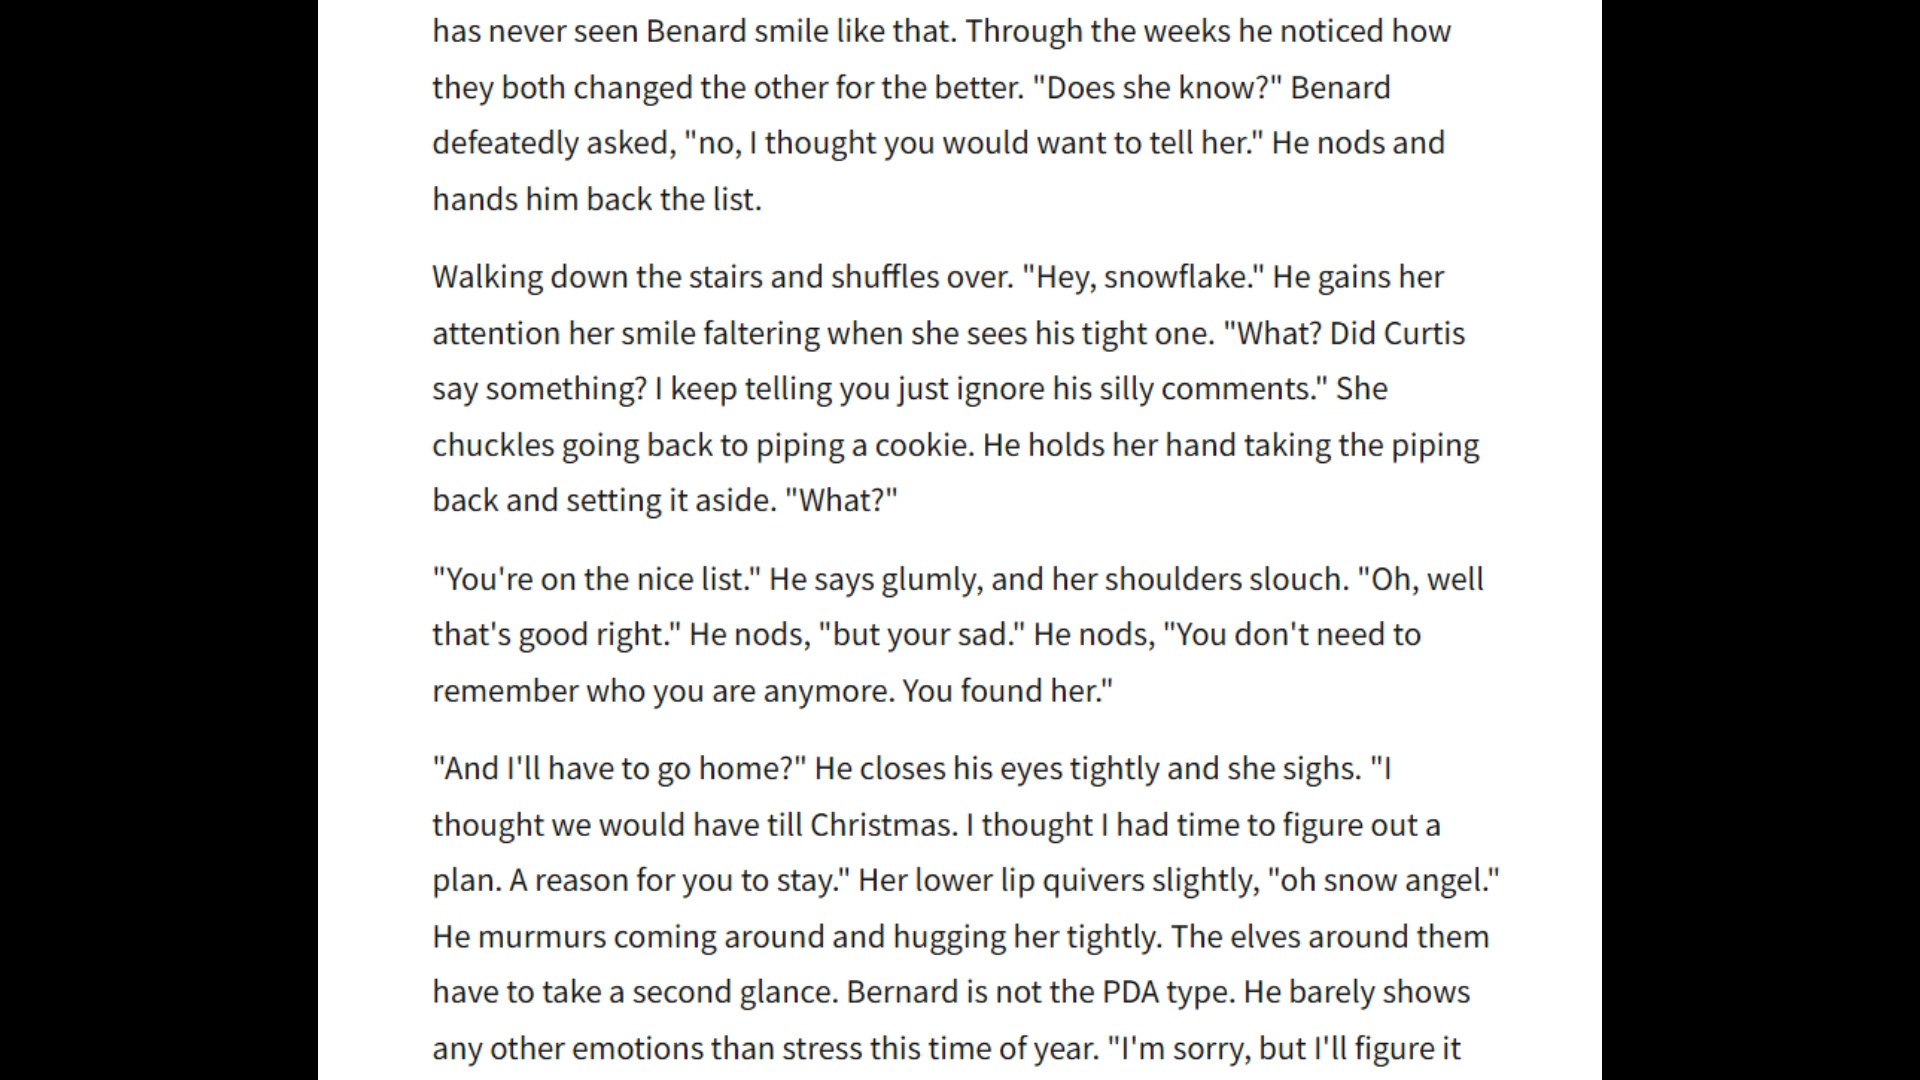 has never seen Benard smile like that. Through the weeks he noticed how
they both changed the other for the better. "Does she know?" Benard
defeatedly asked, "no, I thought you would want to tell her." He nods and
hands him back the list.
Walking down the stairs and shuffles over. "Hey, snowflake." He gains her
attention her smile faltering when she sees his tight one. "What? Did Curtis
say something? I keep telling you just ignore his silly comments." She
chuckles going back to piping a cookie. He holds her hand taking the piping
back and setting it aside. "What?"
"You're on the nice list." He says glumly, and her shoulders slouch. "Oh, well
that's good right." He nods, "but your sad." He nods, "You don't need to
remember who you are anymore. You found her."
"And I'll have to go home?" He closes his eyes tightly and she sighs. "I
thought we would have till Christmas. I thought I had time to figure out a
plan. A reason for you to stay." Her lower lip quivers slightly, "oh snow angel."
He murmurs coming around and hugging her tightly. The elves around them
have to take a second glance. Bernard is not the PDA type. He barely shows
any other emotions than stress this time of year. "I'm sorry, but I'll figure it